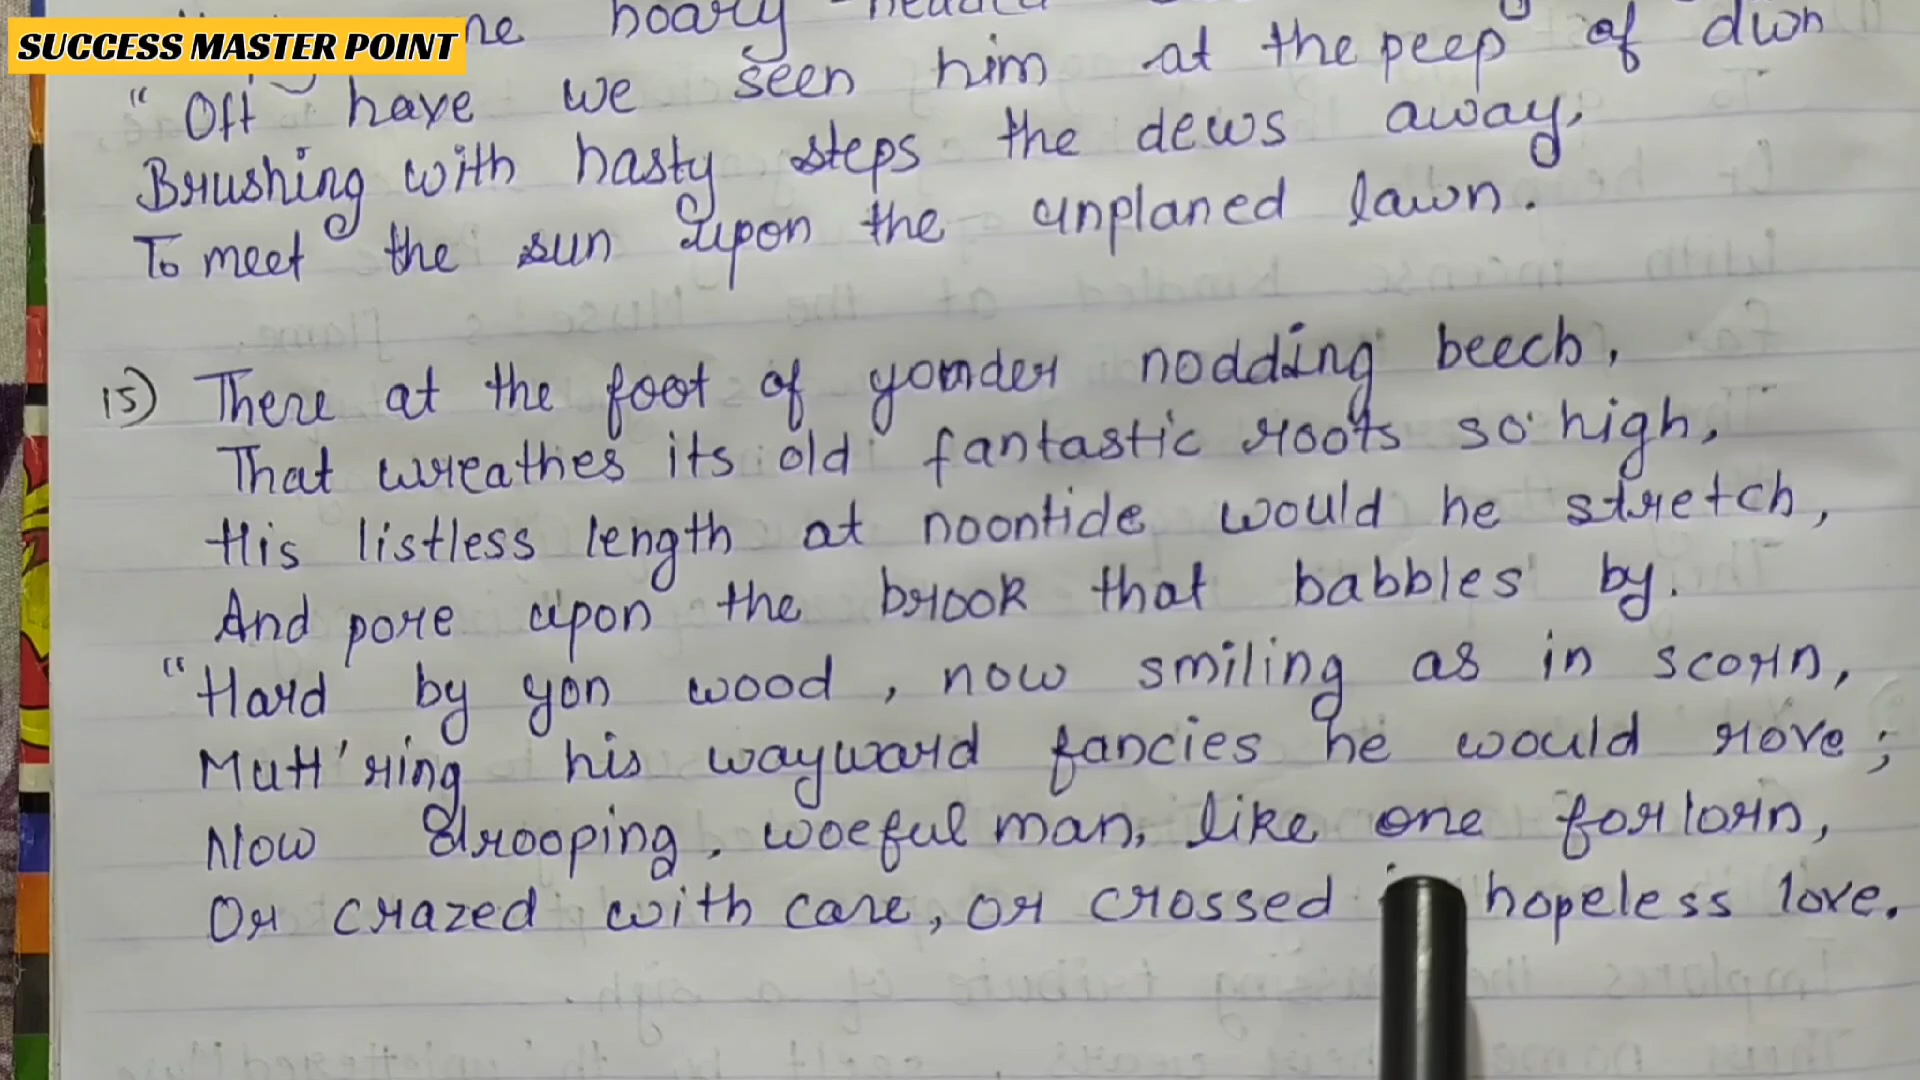 SUCCESS MASTER POINT
hoary headed
"Oft have we seen him at the peep of dwn
Brushing with hasty steps the dews away,
To meet the sun upon the unplaned lawn.
15) There at the foot of yonder nodding beech,
That wreathes its old fantastic roots so high,
His listless length at noontide would he stretch,
And pore upon the brook that babbles by.
"Hard by yon wood, now smiling as in scorn,
Mutt'ring his wayward fancies he would rove;
Now drooping, woeful man, like one forlorn,
Or crazed with care, or crossed hopeless love.